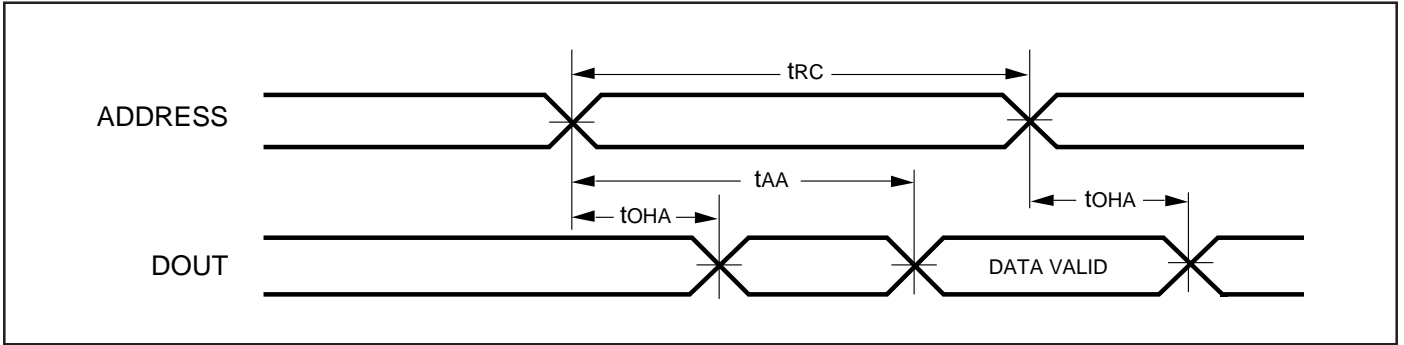 tRC
ADDRESS
tAA
tOHA
tOHA
DOUT
DATA VALID